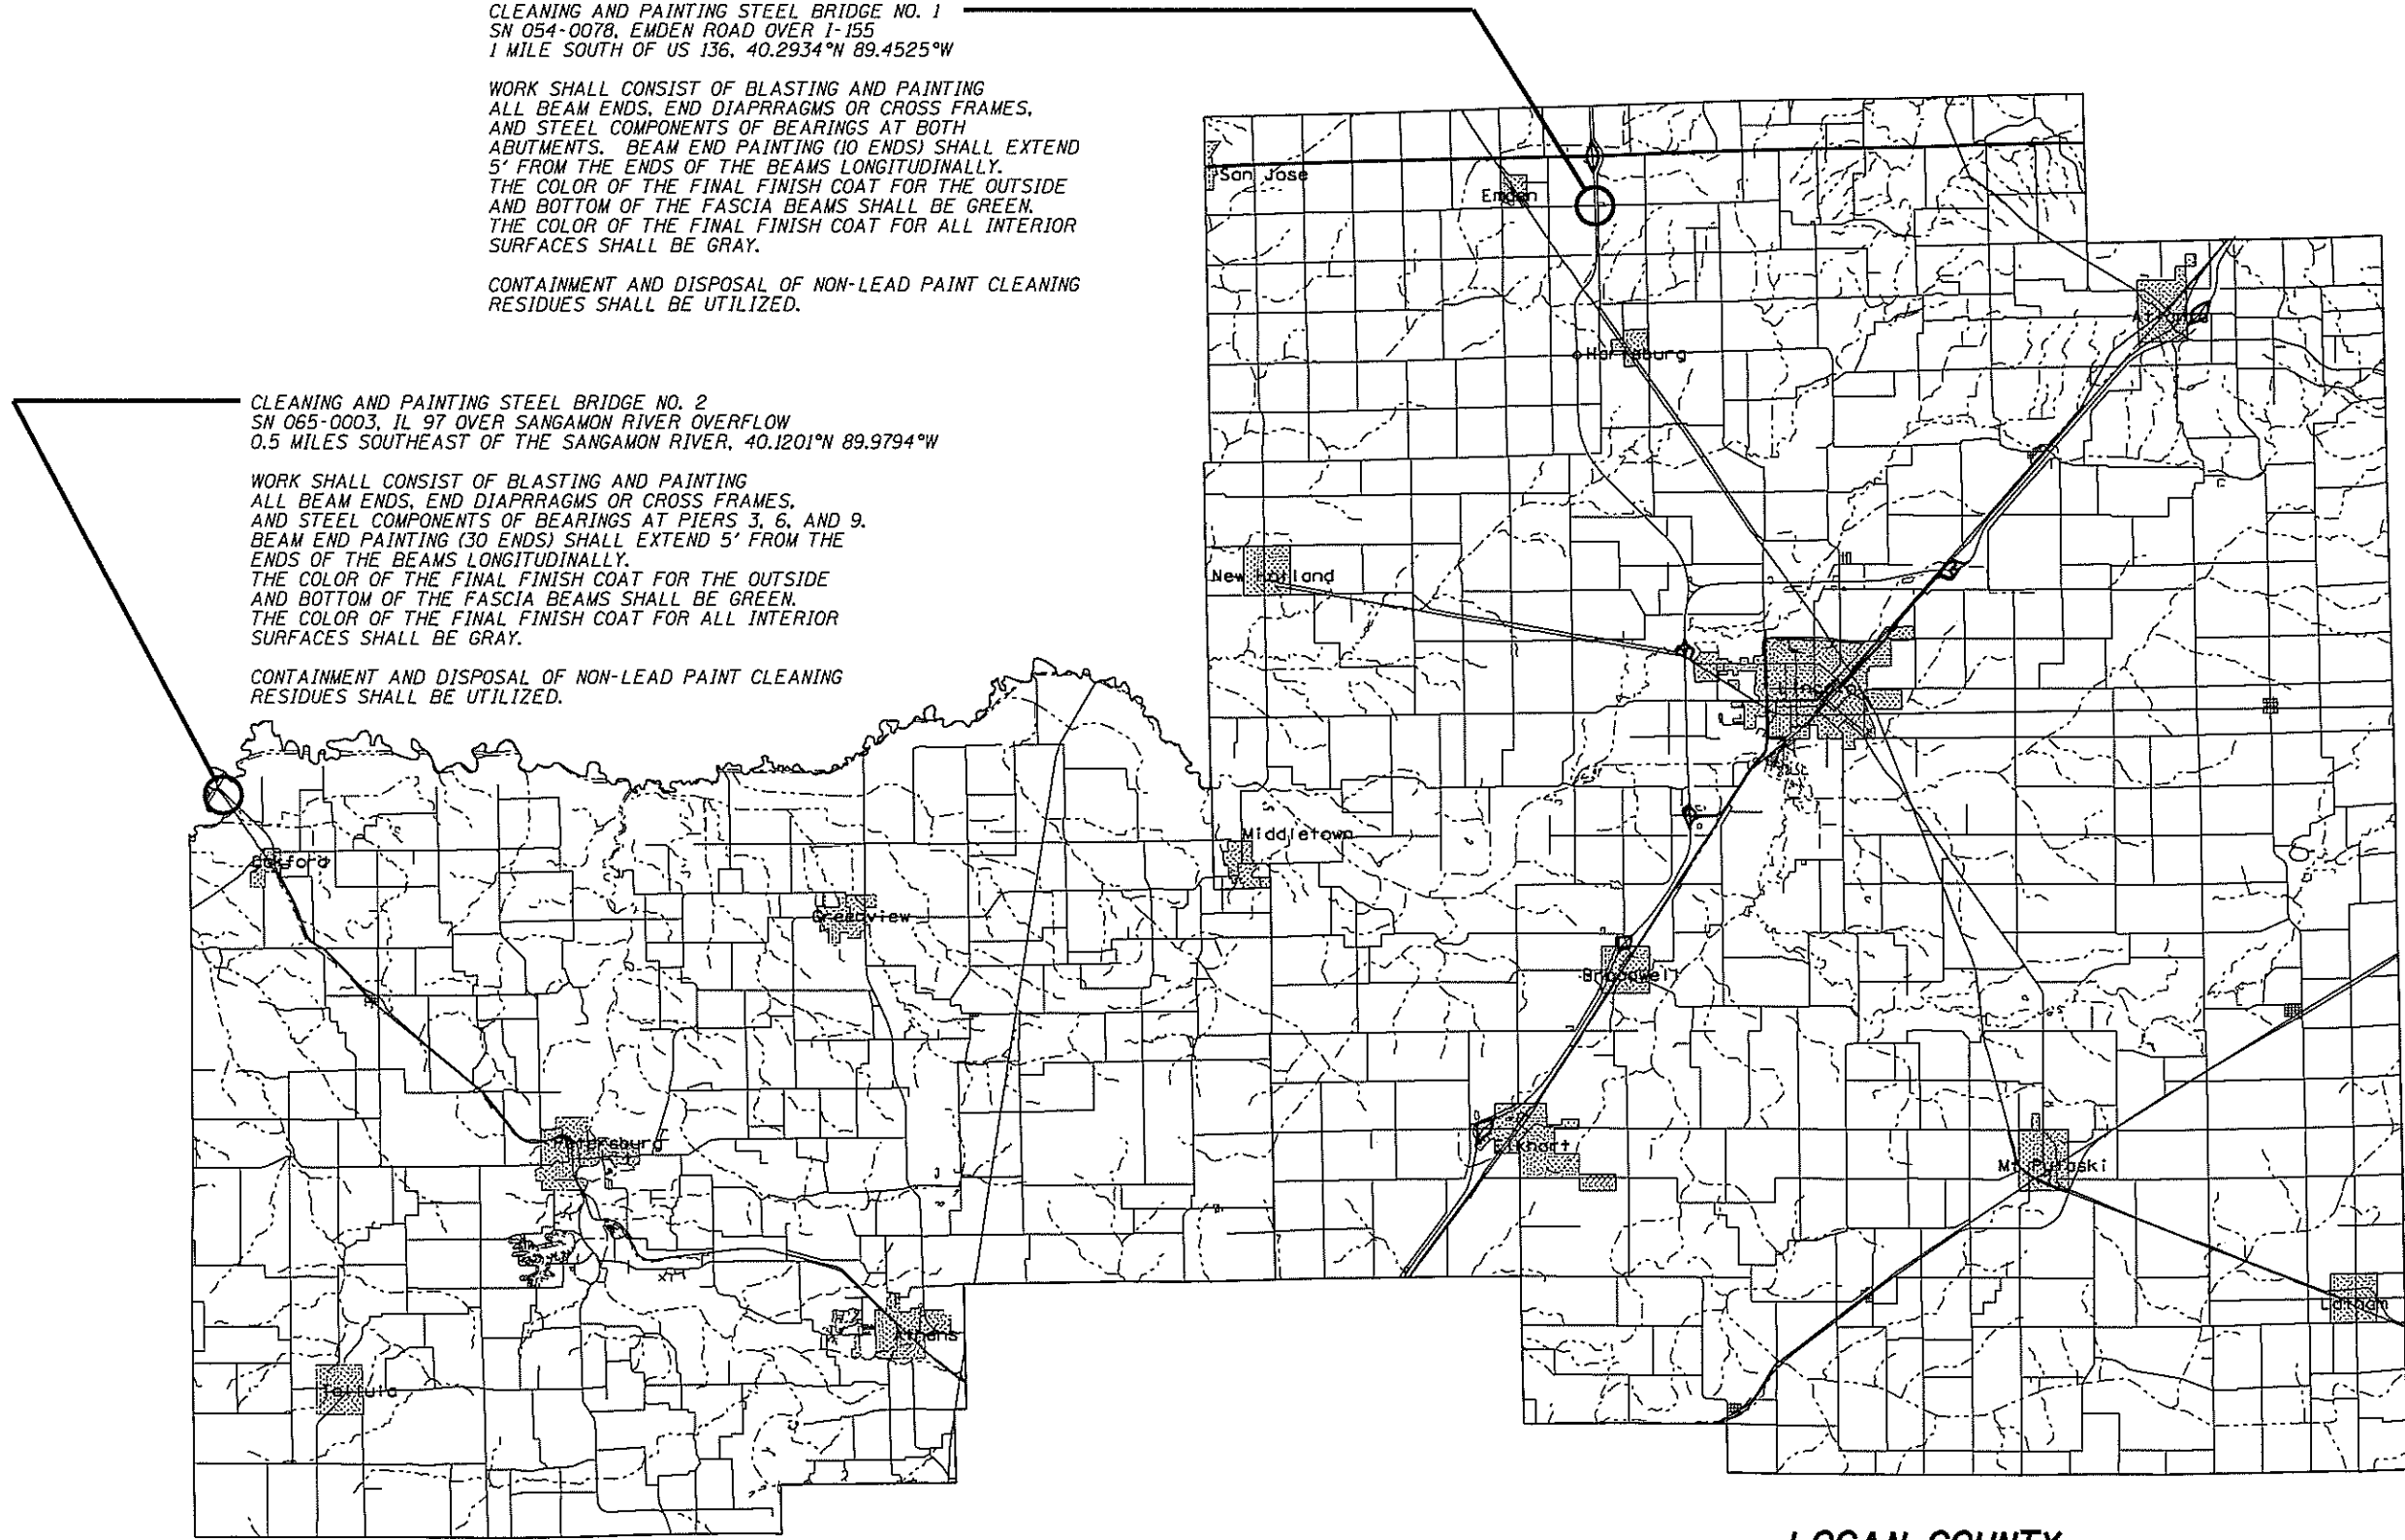 CLEANING AND PAINTING STEEL BRIDGE NO. 1
SN 054-0078, EMDEN ROAD OVER I-155
1 MILE SOUTH OF US 136, 40.2934°N 89.4525°W
WORK SHALL CONSIST OF BLASTING AND PAINTING
ALL BEAM ENDS, END DIAPRRAGMS OR CROSS FRAMES,
AND STEEL COMPONENTS OF BEARINGS AT BOTH
ABUTMENTS. BEAM END PAINTING (10 ENDS) SHALL EXTEND
5' FROM THE ENDS OF THE BEAMS LONGITUDINALLY.
THE COLOR OF THE FINAL FINISH COAT FOR THE OUTSIDE
AND BOTTOM OF THE FASCIA BEAMS SHALL BE GREEN.
THE COLOR OF THE FINAL FINISH COAT FOR ALL INTERIOR
SURFACES SHALL BE GRAY.
CONTAINMENT AND DISPOSAL OF NON-LEAD PAINT CLEANING
RESIDUES SHALL BE UTILIZED.
CLEANING AND PAINTING STEEL BRIDGE NO. 2
SN 065-0003, IL 97 OVER SANGAMON RIVER OVERFLOW
0.5 MILES SOUTHEAST OF THE SANGAMON RIVER, 40.1201°N 89.9794°W
WORK SHALL CONSIST OF BLASTING AND PAINTING
ALL BEAM ENDS, END DIAPRRAGMS OR CROSS FRAMES,
AND STEEL COMPONENTS OF BEARINGS AT PIERS 3, 6, AND 9.
BEAM END PAINTING (30 ENDS) SHALL EXTEND 5' FROM THE
ENDS OF THE BEAMS LONGITUDINALLY.
THE COLOR OF THE FINAL FINISH COAT FOR THE OUTSIDE
AND BOTTOM OF THE FASCIA BEAMS SHALL BE GREEN.
THE COLOR OF THE FINAL FINISH COAT FOR ALL INTERIOR
SURFACES SHALL BE GRAY.
CONTAINMENT AND DISPOSAL OF NON-LEAD PAINT CLEANING
RESIDUES SHALL BE UTILIZED.
San Jose
Emden
Atlanta
Hartsburg
New Holland
Lincoln
Middletown
Oakford
Greenview
Broadwell
Petersburg
Elkhart
Mt. Pulaski
Latham
Athens
Tallula
LOGAN COUNTY